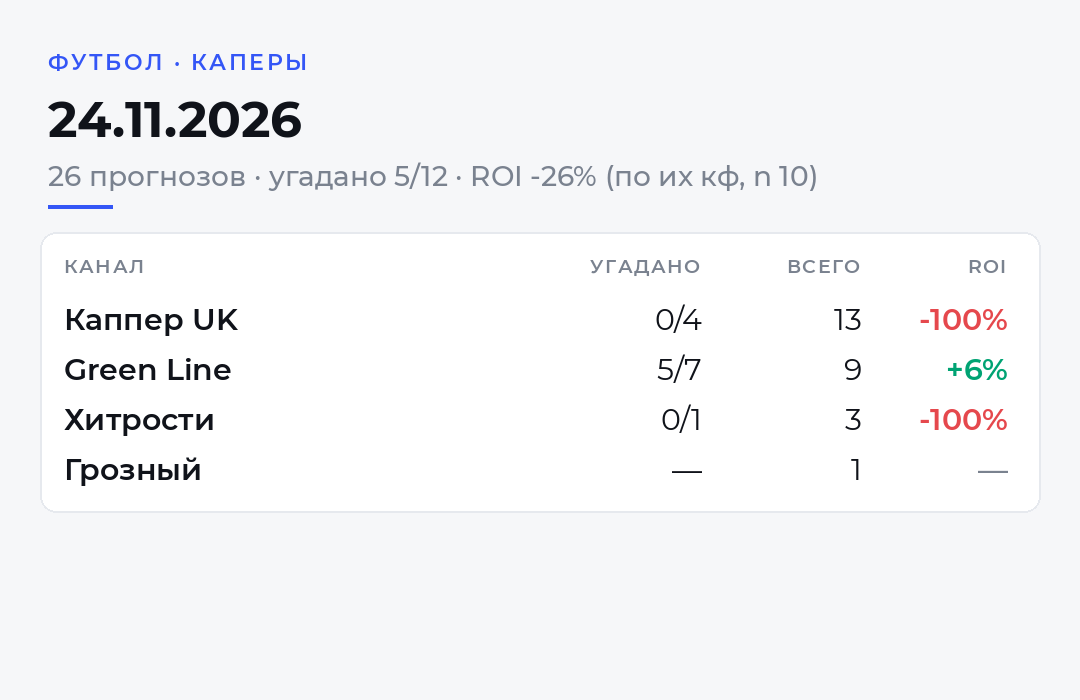 ФУТБОЛ · КАПЕРЫ
24.11.2026
26 прогнозов · угадано 5/12 · ROI -26% (по их кф, n 10)
КАНАЛ УГАДАНО ВСЕГО ROI
Каппер UK 0/4 13 -100%
Green Line 5/7 9 +6%
Хитрости 0/1 3 -100%
Грозный — 1 —